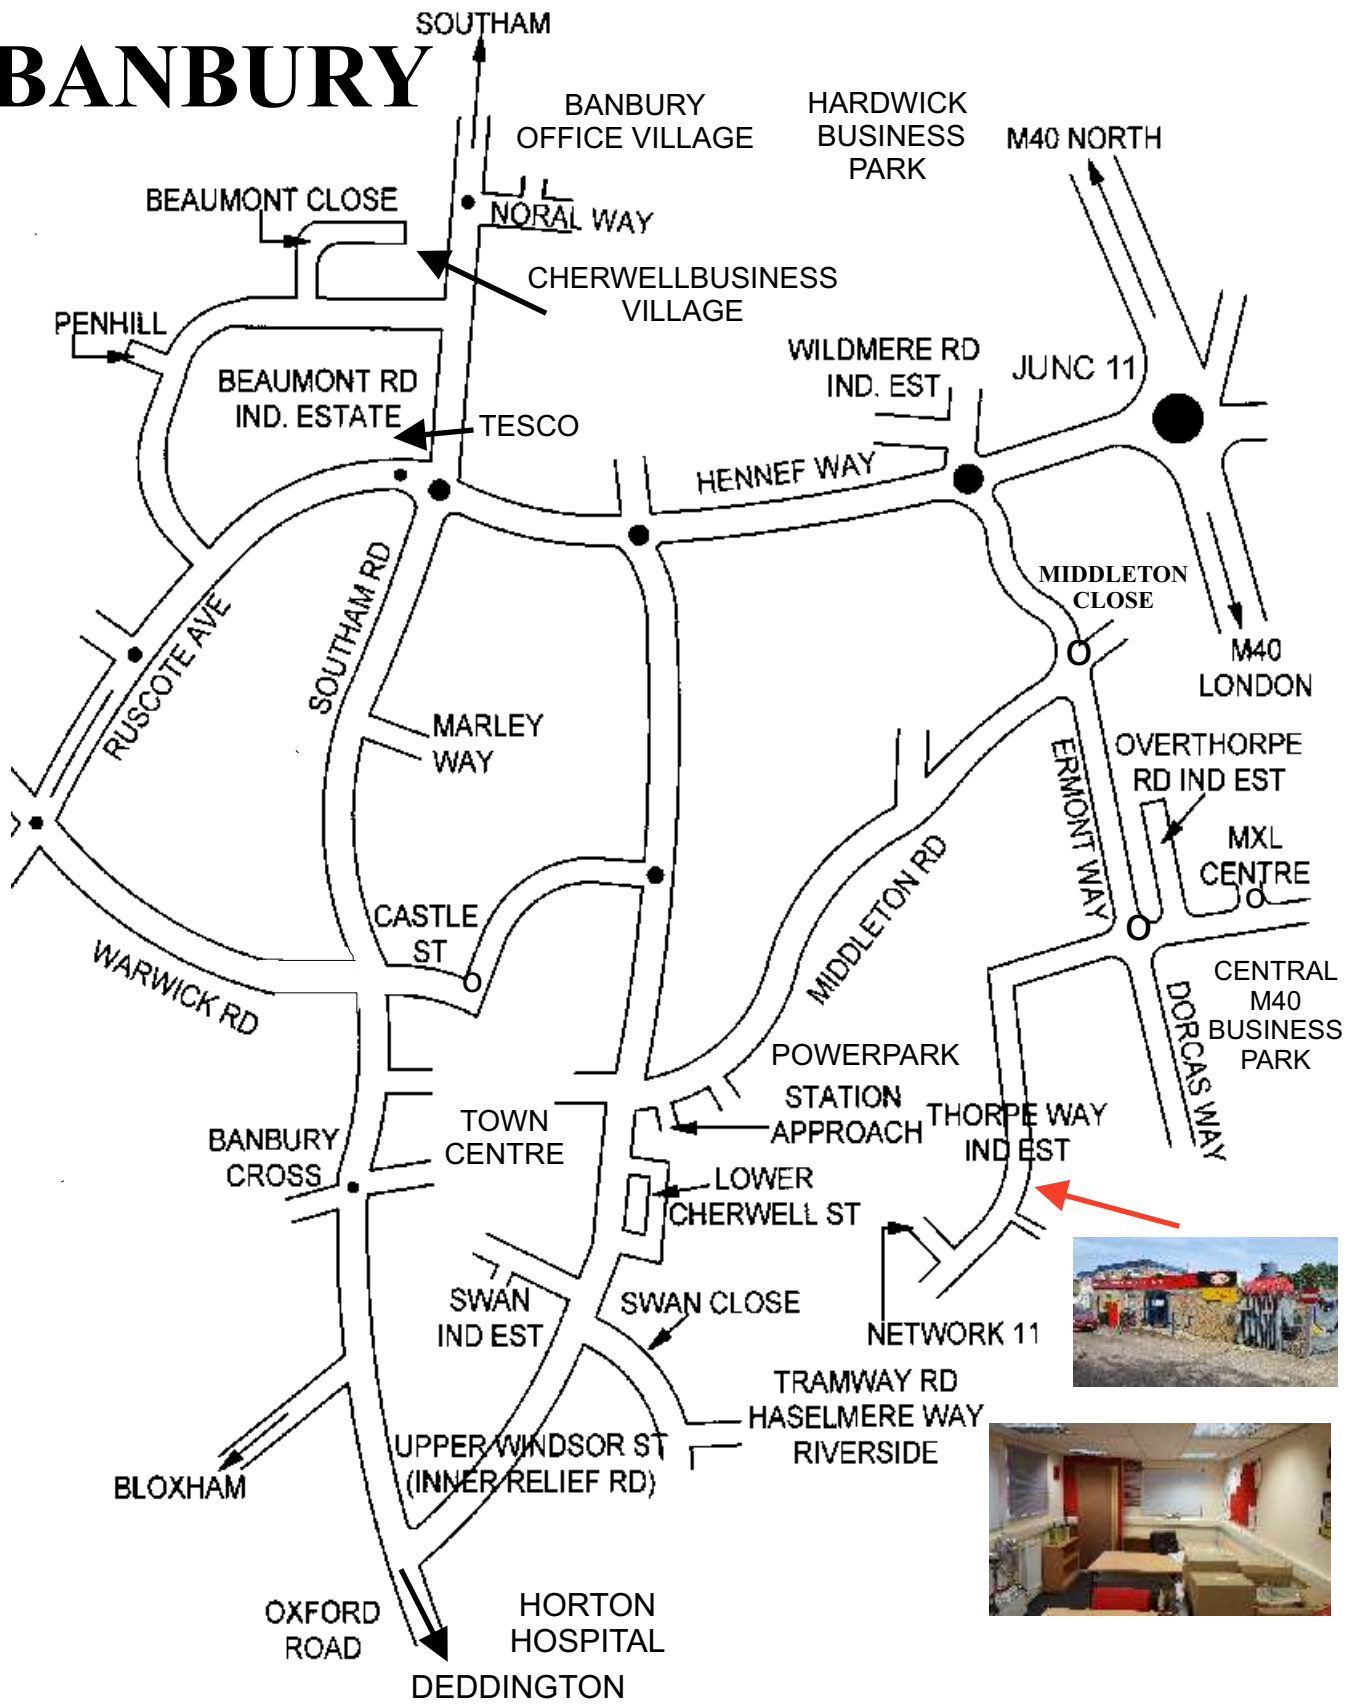 SOUTHAM
BANBURY
BANBURY
OFFICE VILLAGE
HARDWICK
BUSINESS
PARK
M40 NORTH
BEAUMONT CLOSE
NORAL WAY
CHERWELLBUSINESS
VILLAGE
PENHILL
WILDMERE RD
IND. EST
JUNC 11
BEAUMONT RD
IND. ESTATE
TESCO
HENNEF WAY
MIDDLETON
CLOSE
SOUTHAM RD
RUSCOTE AVE
M40
LONDON
MARLEY
WAY
ERMONT WAY
OVERTHORPE
RD IND EST
MXL
CENTRE
MIDDLETON RD
CASTLE
ST
WARWICK RD
CENTRAL
M40
BUSINESS
PARK
DORCAS WAY
POWERPARK
STATION
APPROACH
THORPE WAY
IND EST
TOWN
CENTRE
BANBURY
CROSS
LOWER
CHERWELL ST
SWAN
IND EST
SWAN CLOSE
NETWORK 11
TRAMWAY RD
HASELMERE WAY
RIVERSIDE
UPPER WINDSOR ST
(INNER RELIEF RD)
BLOXHAM
OXFORD
ROAD
HORTON
HOSPITAL
DEDDINGTON